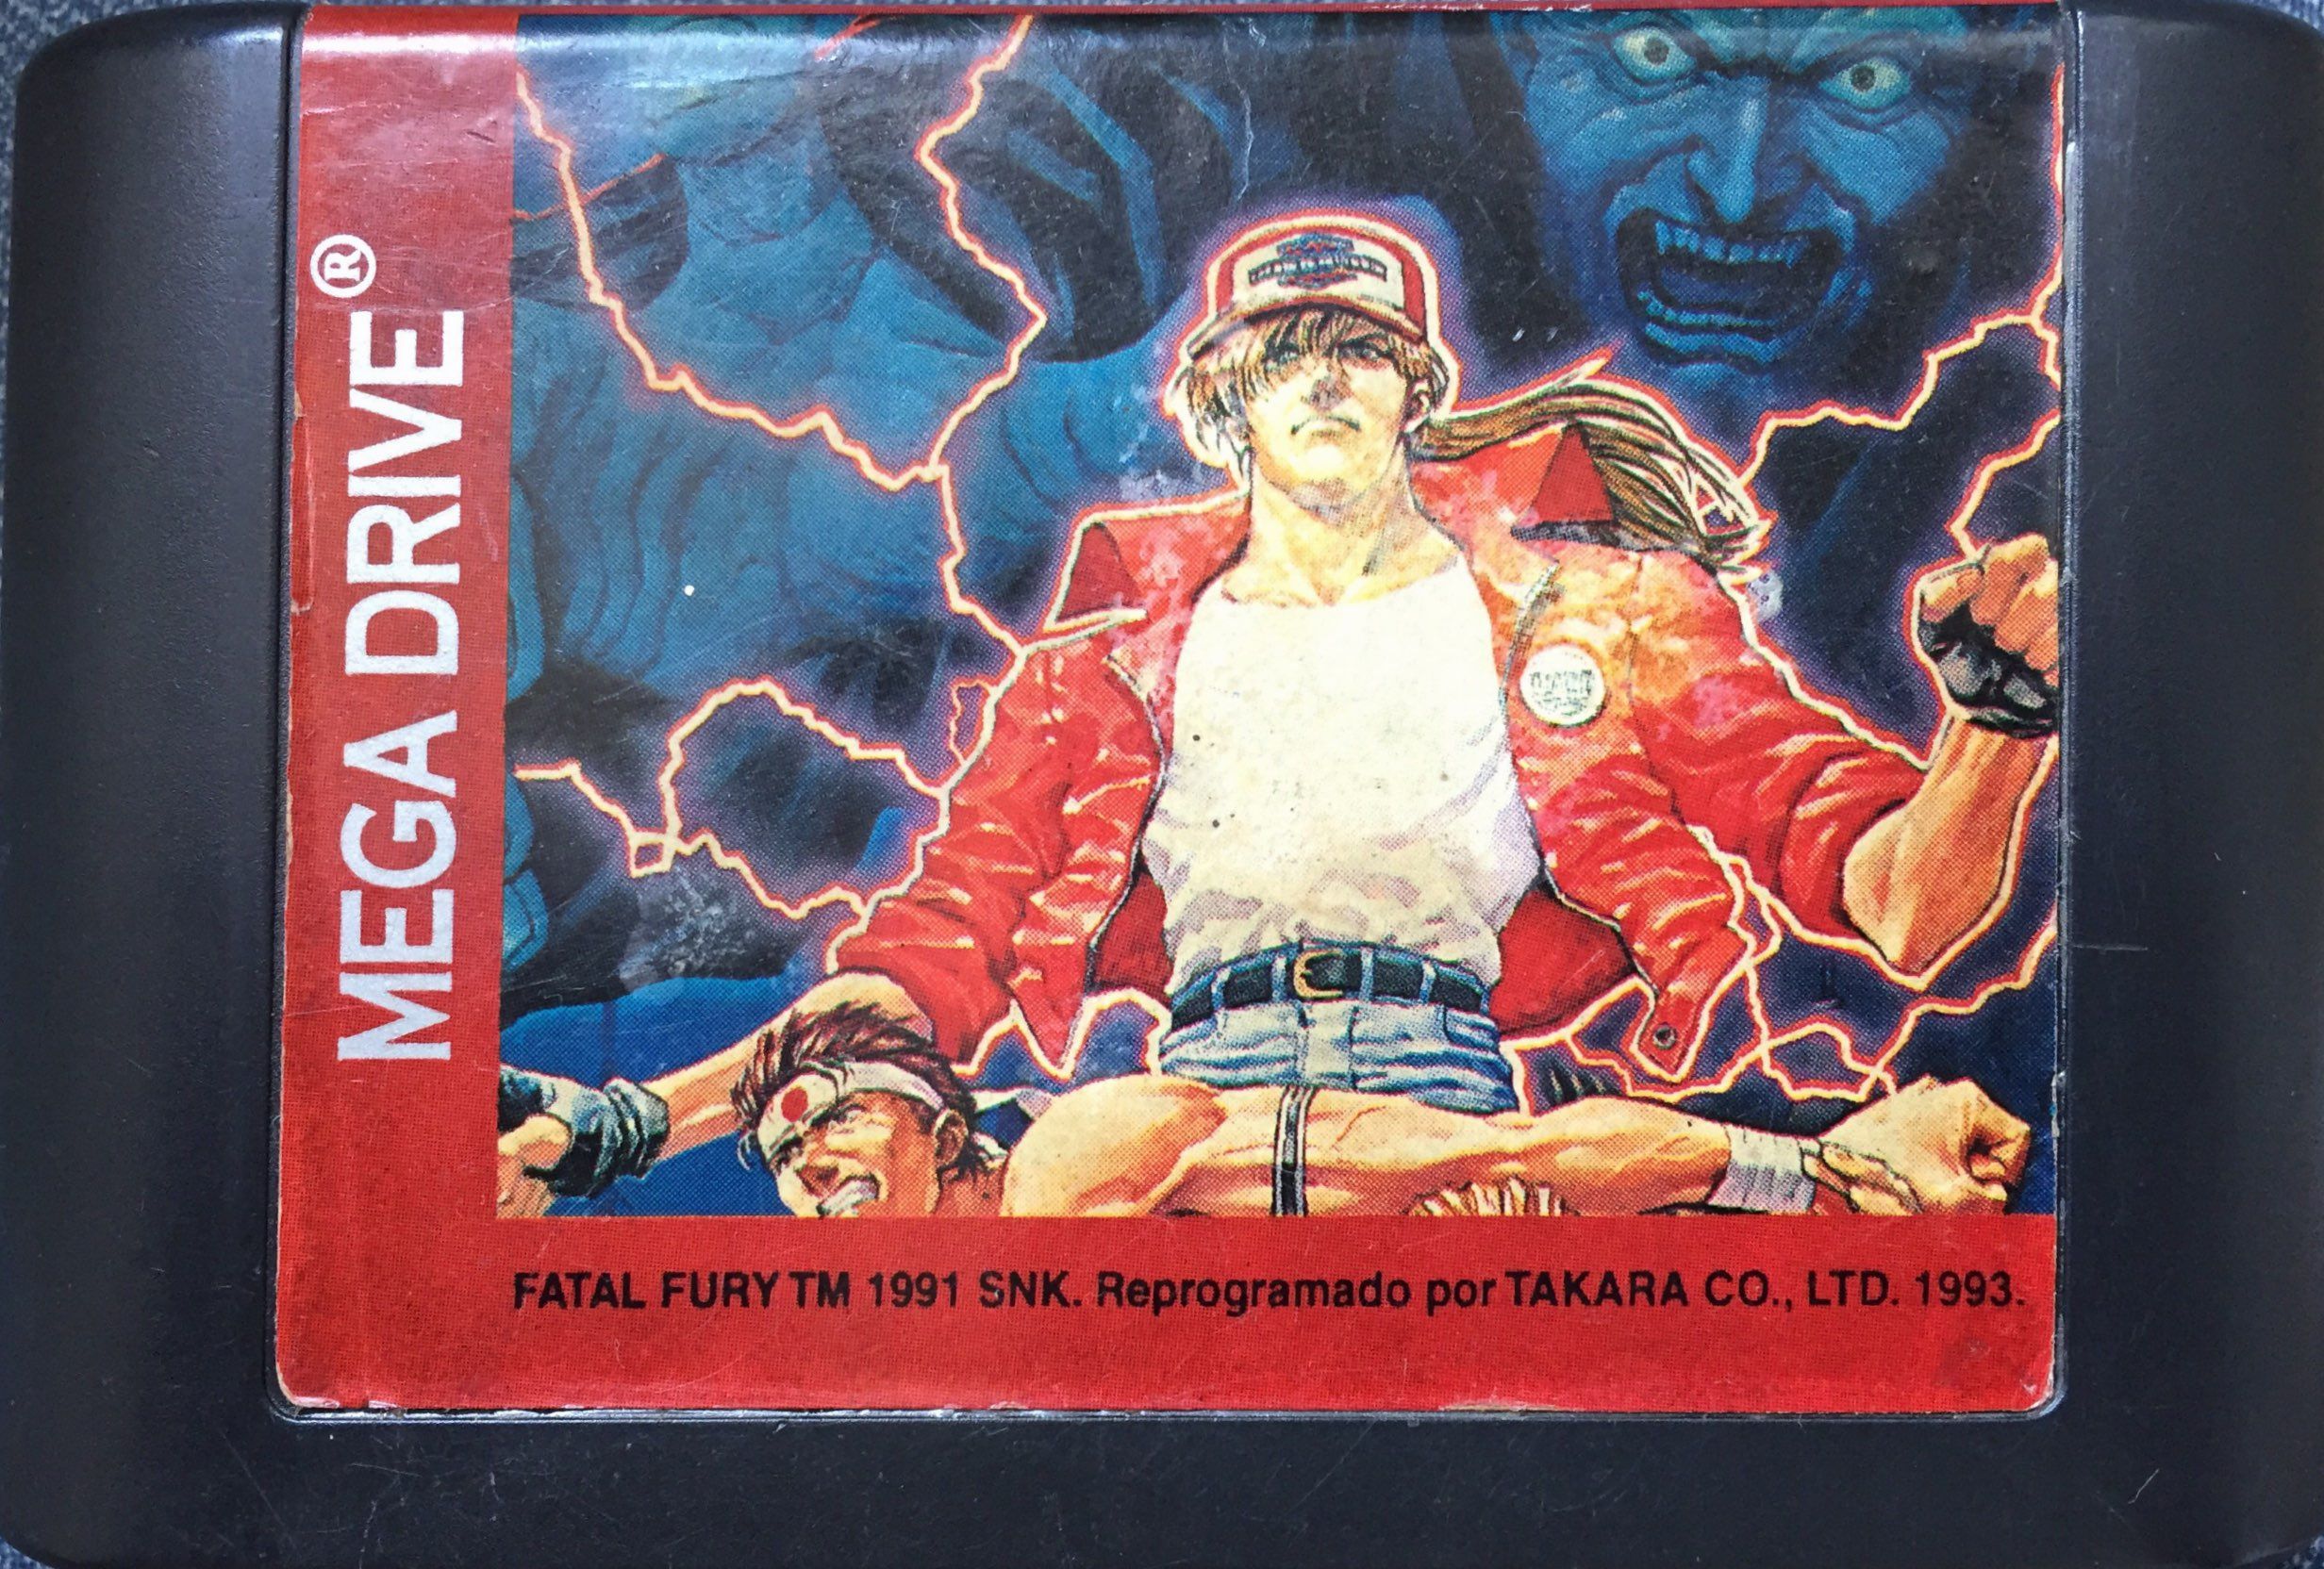 MEGA DRIVE®
FATAL FURY TM 1991 SNK. Reprogramado por TAKARA CO., LTD. 1993.